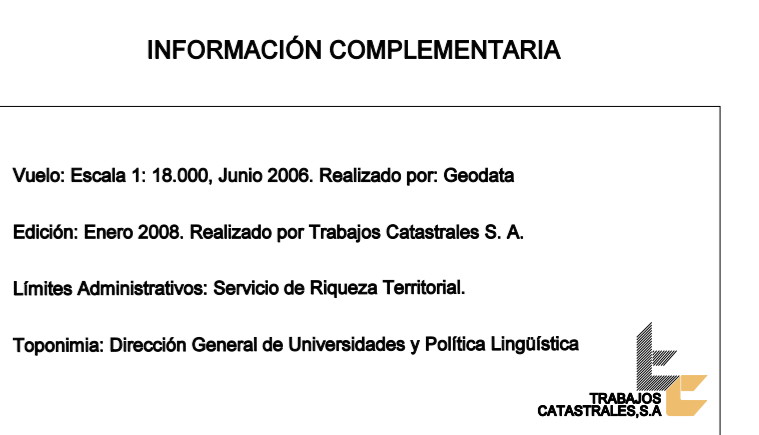 INFORMACIÓN COMPLEMENTARIA
Vuelo: Escala 1: 18.000, Junio 2006. Realizado por: Geodata
Edición: Enero 2008. Realizado por Trabajos Catastrales S. A.
Límites Administrativos: Servicio de Riqueza Territorial.
Toponimia: Dirección General de Universidades y Política Lingüística
TRABAJOS
CATASTRALES,S.A